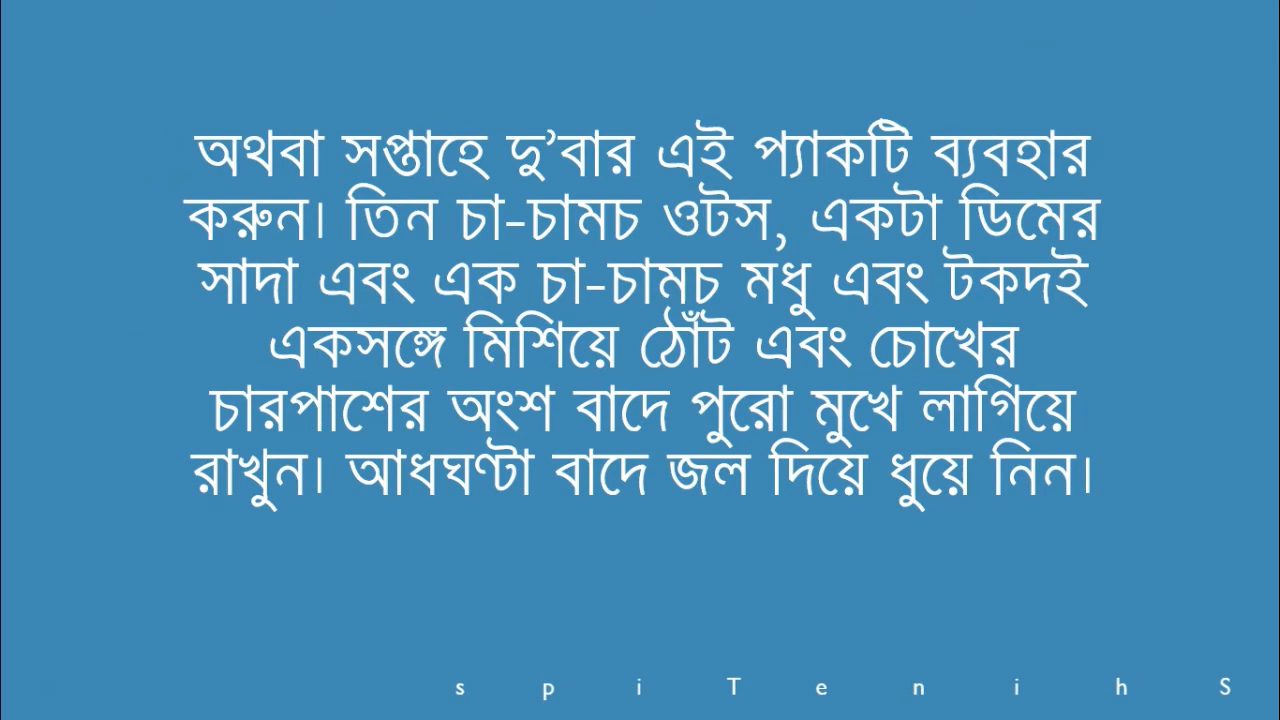 অথবা সপ্তাহে দু’বার এই প্যাকটি ব্যবহার
করুন। তিন চা-চামচ ওটস, একটা ডিমের
সাদা এবং এক চা-চামচ মধু এবং টকদই
একসঙ্গে মিশিয়ে ঠোঁট এবং চোখের
চারপাশের অংশ বাদে পুরো মুখে লাগিয়ে
রাখুন। আধঘণ্টা বাদে জল দিয়ে ধুয়ে নিন।
s p i T e n i h S